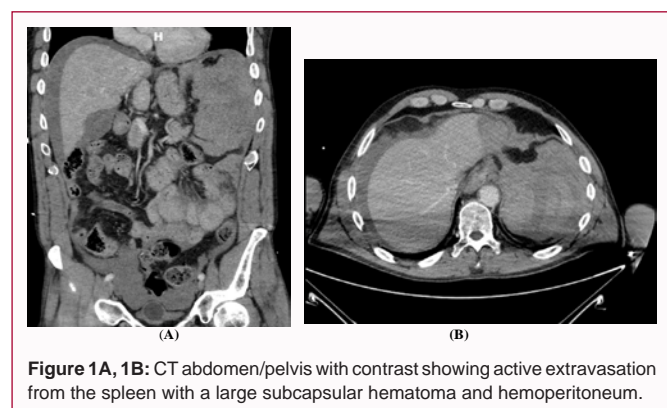 H
(A)
(B)
Figure 1A, 1B: CT abdomen/pelvis with contrast showing active extravasation
from the spleen with a large subcapsular hematoma and hemoperitoneum.